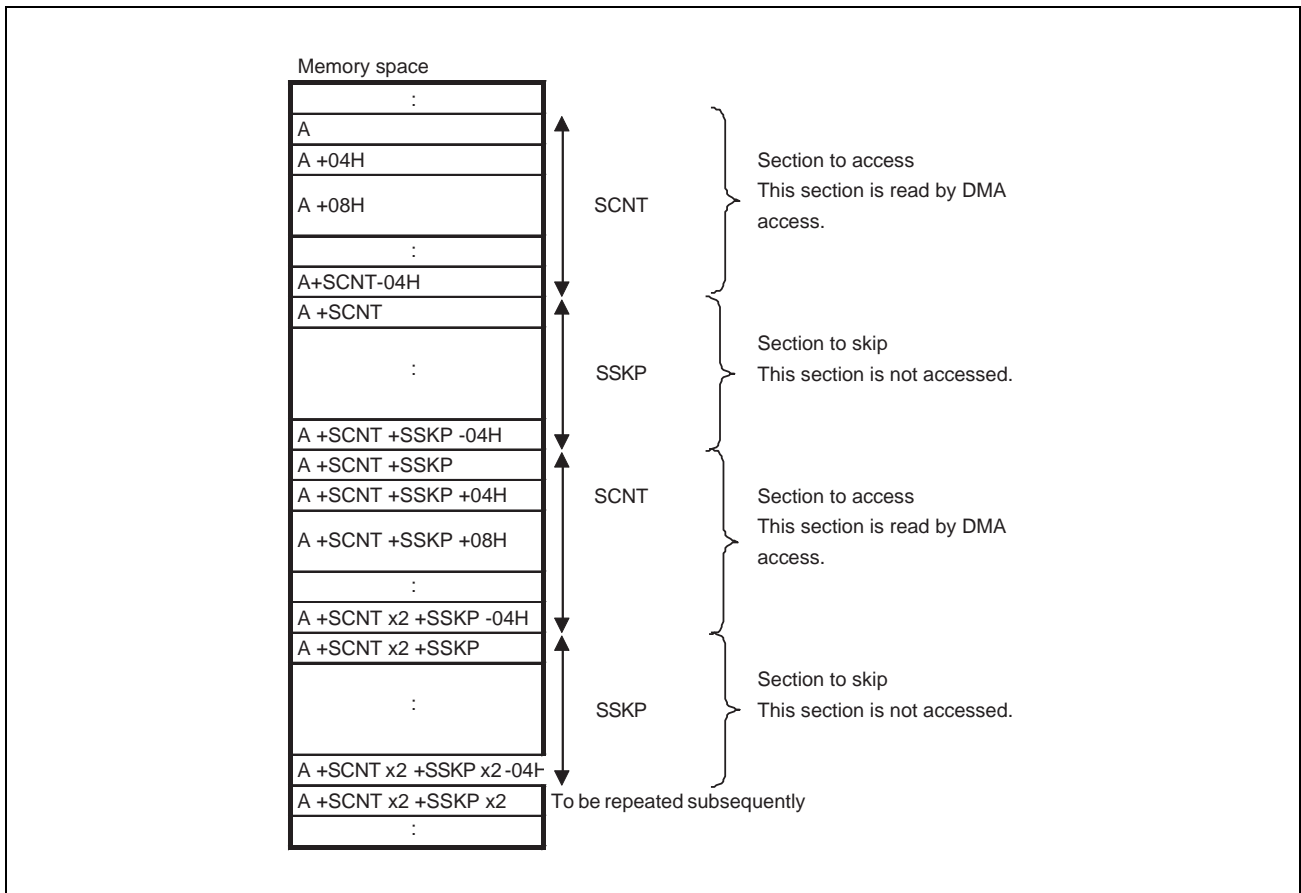 Memory space
:
A
A +04H
A +08H
:
A+SCNT-04H
SCNT
Section to access
This section is read by DMA
access.
A +SCNT
:
A +SCNT +SSKP -04H
SSKP
Section to skip
This section is not accessed.
A +SCNT +SSKP
A +SCNT +SSKP +04H
A +SCNT +SSKP +08H
:
A +SCNT x2 +SSKP -04H
SCNT
Section to access
This section is read by DMA
access.
A +SCNT x2 +SSKP
:
A +SCNT x2 +SSKP x2 -04H
SSKP
Section to skip
This section is not accessed.
A +SCNT x2 +SSKP x2
To be repeated subsequently
: